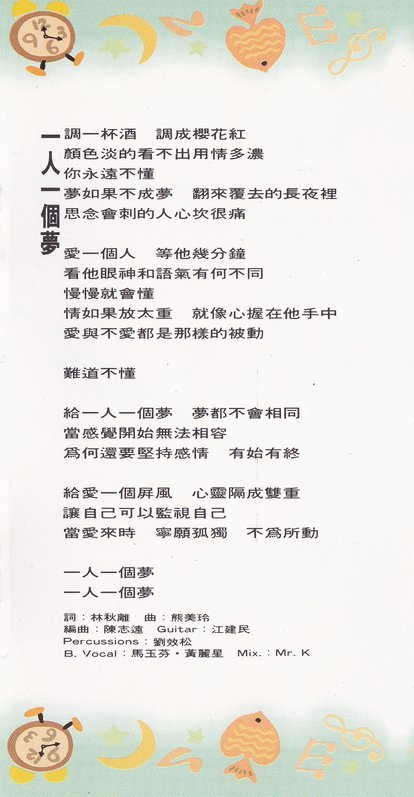 一人一個夢
調一杯酒　調成櫻花紅
顏色淡的看不出用情多濃
你永遠不懂
夢如果不成夢　翻來覆去的長夜裡
思念會刺的人心坎很痛
愛一個人　等他幾分鐘
看他眼神和語氣有何不同
慢慢就會懂
情如果放太重　就像心握在他手中
愛與不愛都是那樣的被動
難道不懂
給一人一個夢　夢都不會相同
當感覺開始無法相容
為何還要堅持感情　有始有終
給愛一個屏風　心靈隔成雙重
讓自己可以監視自己
當愛來時　寧願孤獨　不為所動
一人一個夢
一人一個夢
詞：林秋離　曲：熊美玲
編曲：陳志遠　Guitar：江建民
Percussions：劉效松
B. Vocal：馬玉芬・黃麗星　Mix.：Mr. K